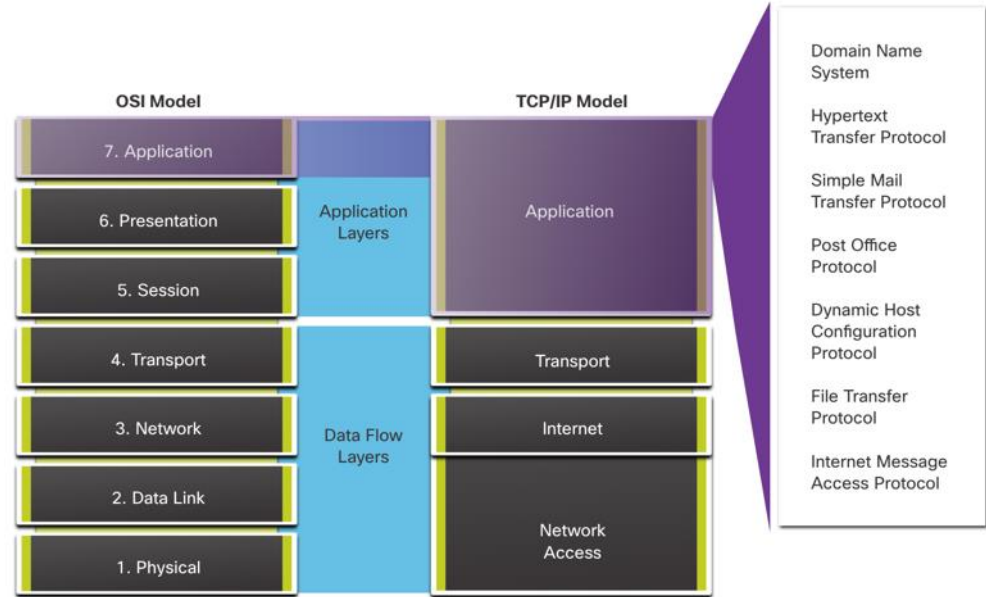 OSI Model
7. Application
6. Presentation
5. Session
4. Transport
3. Network
2. Data Link
1. Physical
Application
Layers
Data Flow
Layers
TCP/IP Model
Application
Transport
Internet
Network
Access
Domain Name
System
Hypertext
Transfer Protocol
Simple Mail
Transfer Protocol
Post Office
Protocol
Dynamic Host
Configuration
Protocol
File Transfer
Protocol
Internet Message
Access Protocol